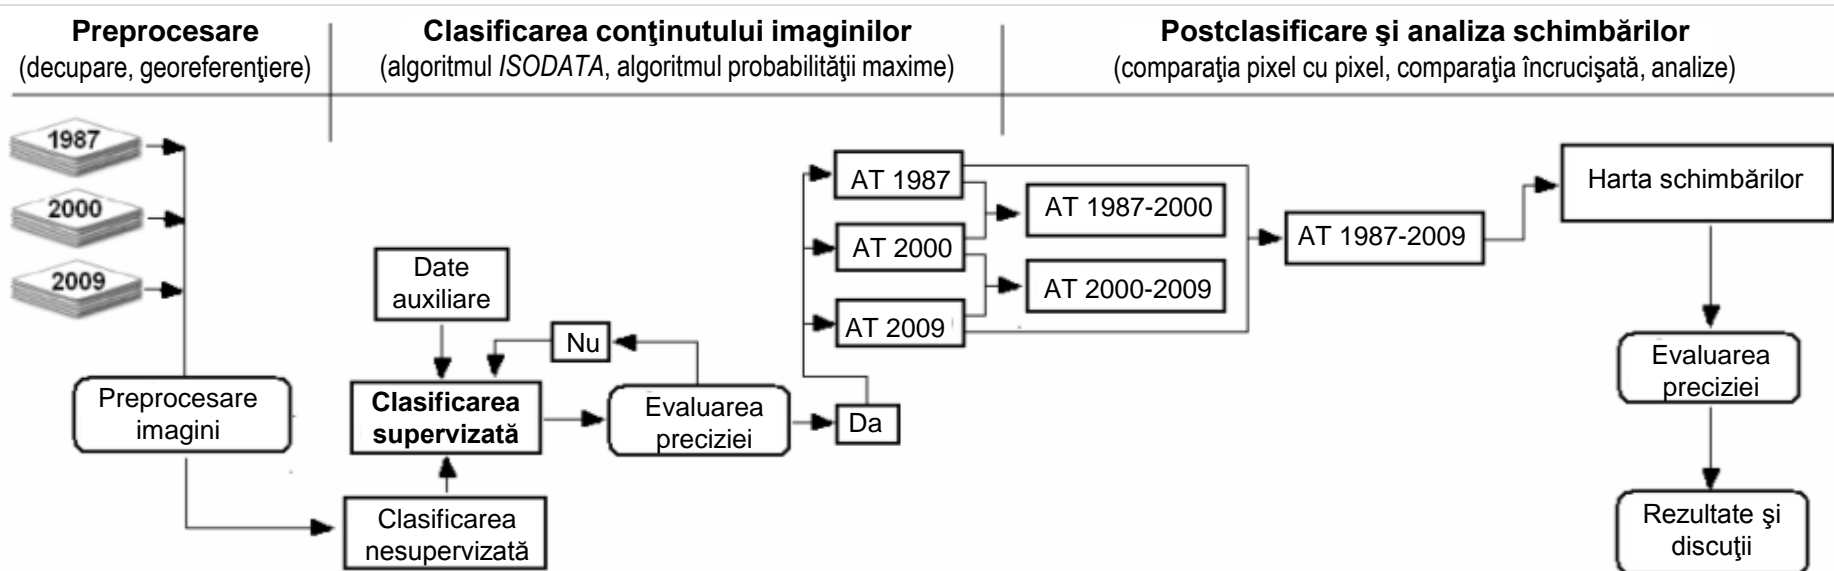 Preprocesare
(decupare, georeferenţiere)
Clasificarea conţinutului imaginilor
(algoritmul ISODATA, algoritmul probabilităţii maxime)
Postclasificare şi analiza schimbărilor
(comparaţia pixel cu pixel, comparaţia încrucişată, analize)
1987
2000
2009
Preprocesare
imagini
Date
auxiliare
Nu
Clasificarea
supervizată
Evaluarea
preciziei
Da
Clasificarea
nesupervizată
AT 1987
AT 2000
AT 2009
AT 1987-2000
AT 2000-2009
AT 1987-2009
Harta schimbărilor
Evaluarea
preciziei
Rezultate şi
discuţii